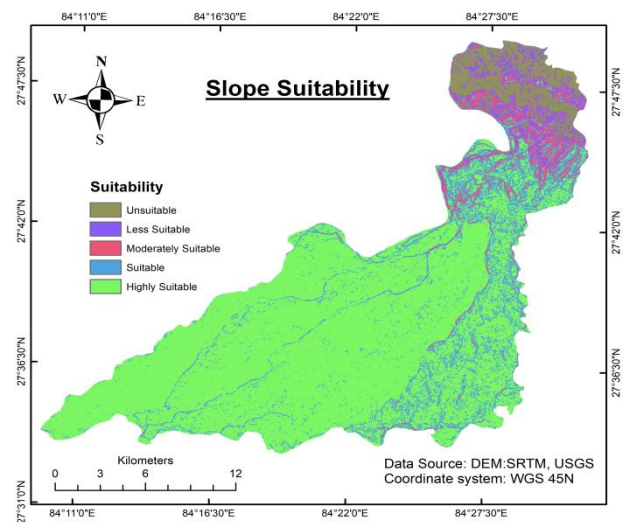 84°11'0"E 84°16'30"E 84°22'0"E 84°27'30"E
27°47'30"N
27°47'30"N
N
W E
S
Slope Suitability
Suitability
Unsuitable
Less Suitable
Moderately Suitable
Suitable
Highly Suitable
27°42'0"N
27°42'0"N
27°36'30"N
27°36'30"N
Kilometers
0 3 6 12
Data Source: DEM:SRTM, USGS
Coordinate system: WGS 45N
27°31'0"N
84°11'0"E 84°16'30"E 84°22'0"E 84°27'30"E